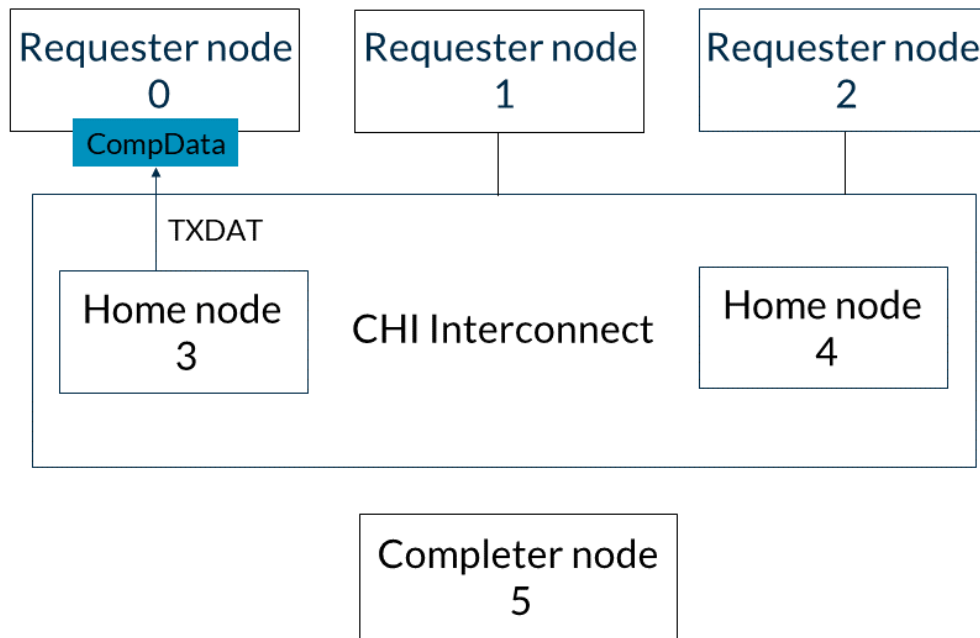 Requester node
0
Requester node
1
Requester node
2
CompData
TXDAT
Home node
3
CHI Interconnect
Home node
4
Completer node
5